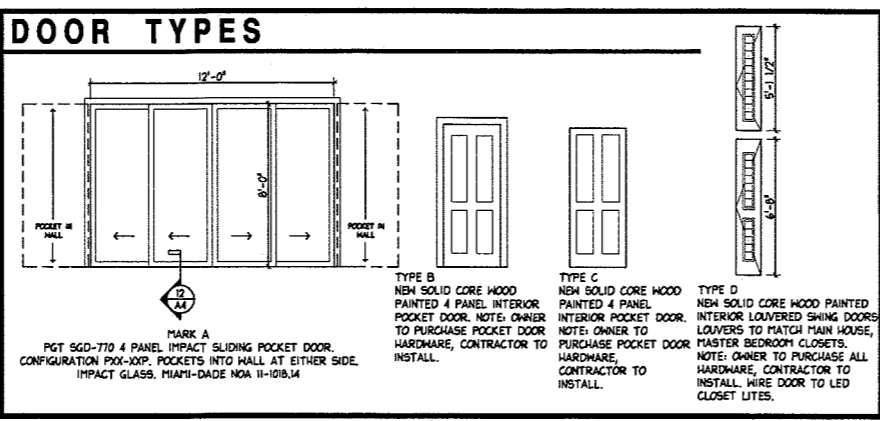 DOOR TYPES
12'-0"
8'-0"
POCKET IN
WALL
POCKET IN
WALL
12
A4
MARK A
PGT SGD-770 4 PANEL IMPACT SLIDING POCKET DOOR.
CONFIGURATION PXX-XXP. POCKETS INTO WALL AT EITHER SIDE.
IMPACT GLASS. MIAMI-DADE NOA 11-1018.14
TYPE B
NEW SOLID CORE WOOD
PAINTED 4 PANEL INTERIOR
POCKET DOOR. NOTE: OWNER
TO PURCHASE POCKET DOOR
HARDWARE, CONTRACTOR TO
INSTALL.
TYPE C
NEW SOLID CORE WOOD
PAINTED 4 PANEL
INTERIOR POCKET DOOR.
NOTE: OWNER TO
PURCHASE POCKET DOOR
HARDWARE,
CONTRACTOR TO
INSTALL.
5'-1 1/2"
6'-8"
TYPE D
NEW SOLID CORE WOOD PAINTED
INTERIOR LOUVERED SWING DOORS
LOUVERS TO MATCH MAIN HOUSE,
MASTER BEDROOM CLOSETS.
NOTE: OWNER TO PURCHASE ALL
HARDWARE, CONTRACTOR TO
INSTALL. WIRE DOOR TO LED
CLOSET LITES.